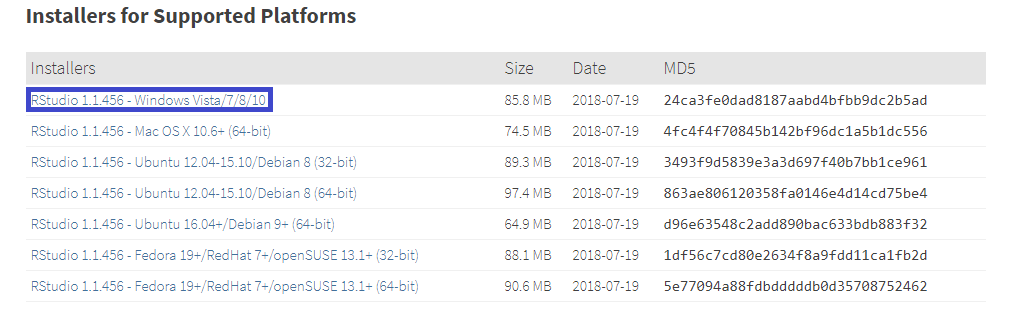 Installers for Supported Platforms
Installers Size Date MD5
RStudio 1.1.456 - Windows Vista/7/8/10 85.8 MB 2018-07-19 24ca3fe0dad8187aabd4bfbb9dc2b5ad
RStudio 1.1.456 - Mac OS X 10.6+ (64-bit) 74.5 MB 2018-07-19 4fc4f4f70845b142bf96dc1a5b1dc556
RStudio 1.1.456 - Ubuntu 12.04-15.10/Debian 8 (32-bit) 89.3 MB 2018-07-19 3493f9d5839e3a3d697f40b7bb1ce961
RStudio 1.1.456 - Ubuntu 12.04-15.10/Debian 8 (64-bit) 97.4 MB 2018-07-19 863ae806120358fa0146e4d14cd75be4
RStudio 1.1.456 - Ubuntu 16.04+/Debian 9+ (64-bit) 64.9 MB 2018-07-19 d96e63548c2add890bac633bdb883f32
RStudio 1.1.456 - Fedora 19+/RedHat 7+/openSUSE 13.1+ (32-bit) 88.1 MB 2018-07-19 1df56c7cd80e2634f8a9fdd11ca1fb2d
RStudio 1.1.456 - Fedora 19+/RedHat 7+/openSUSE 13.1+ (64-bit) 90.6 MB 2018-07-19 5e77094a88fdbdddddb0d35708752462